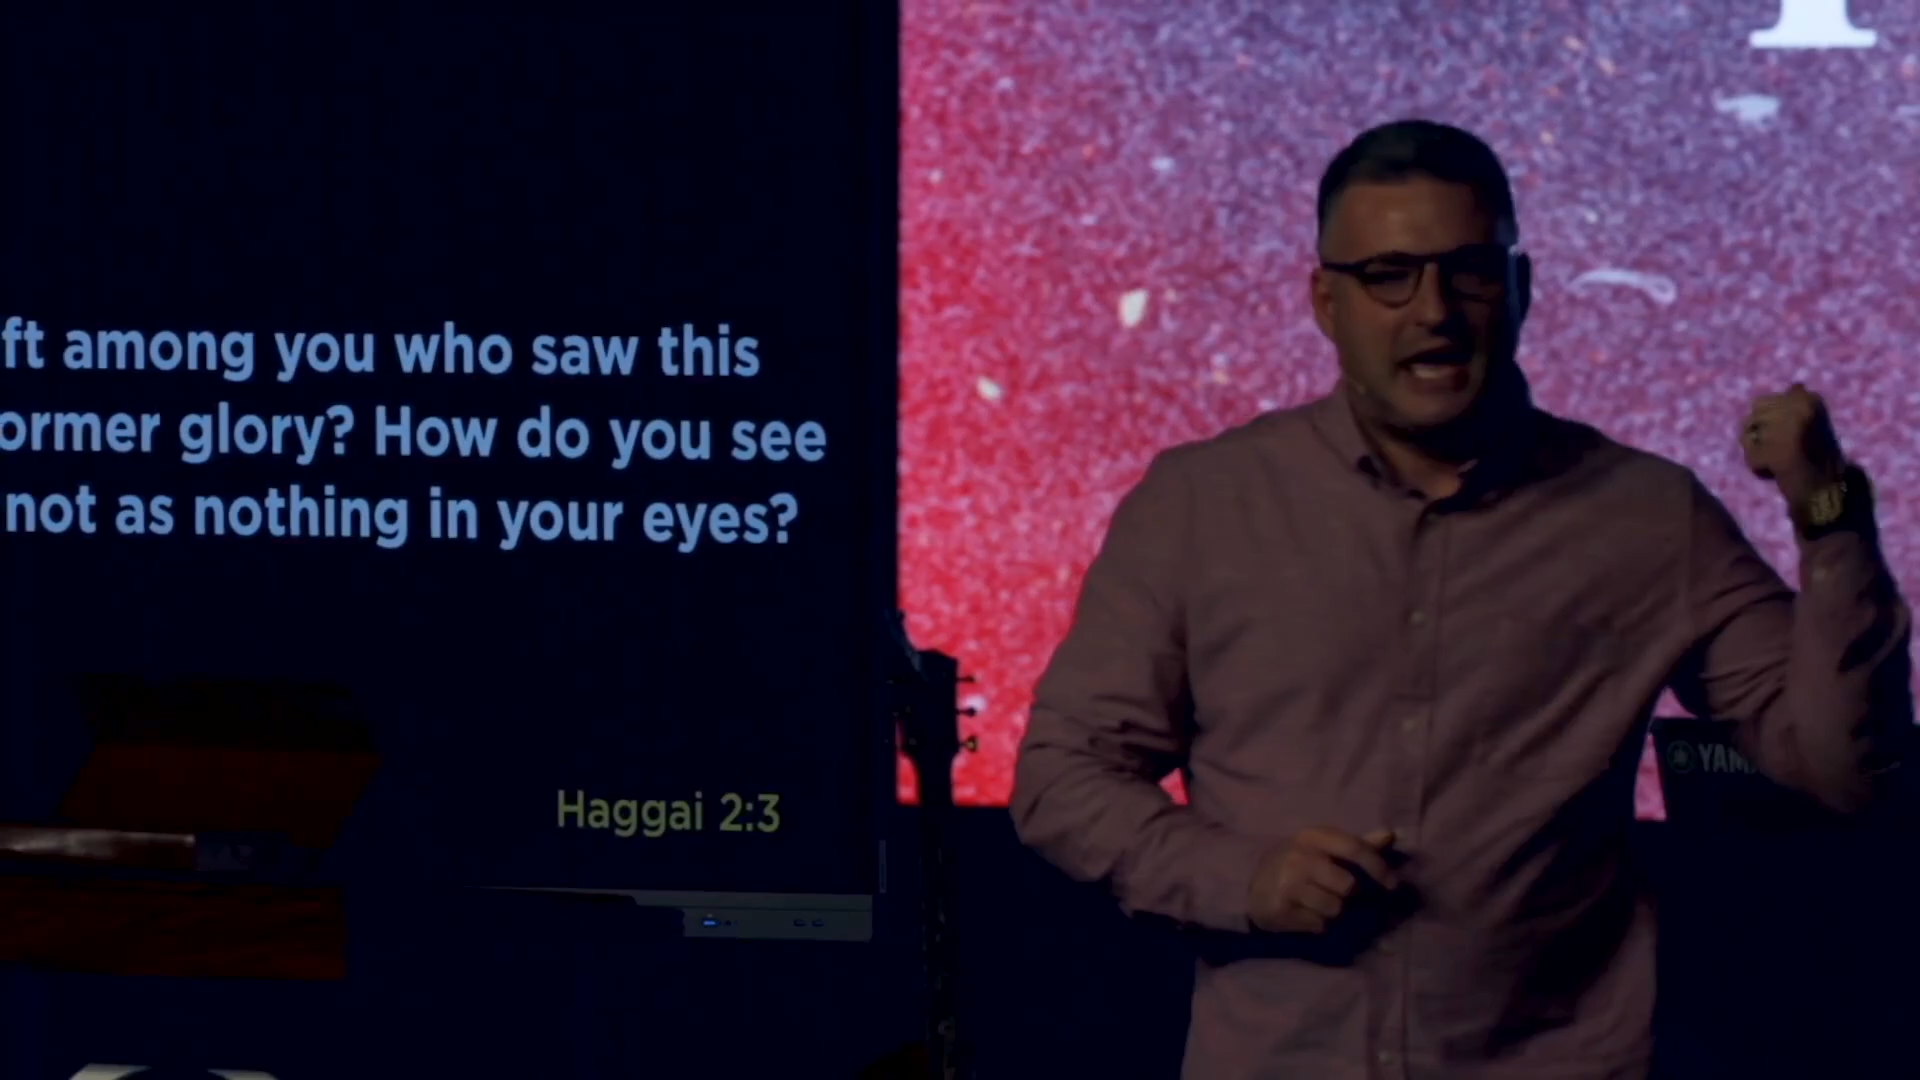 ft among you who saw this
ormer glory? How do you see
not as nothing in your eyes?
Haggai 2:3
YAM